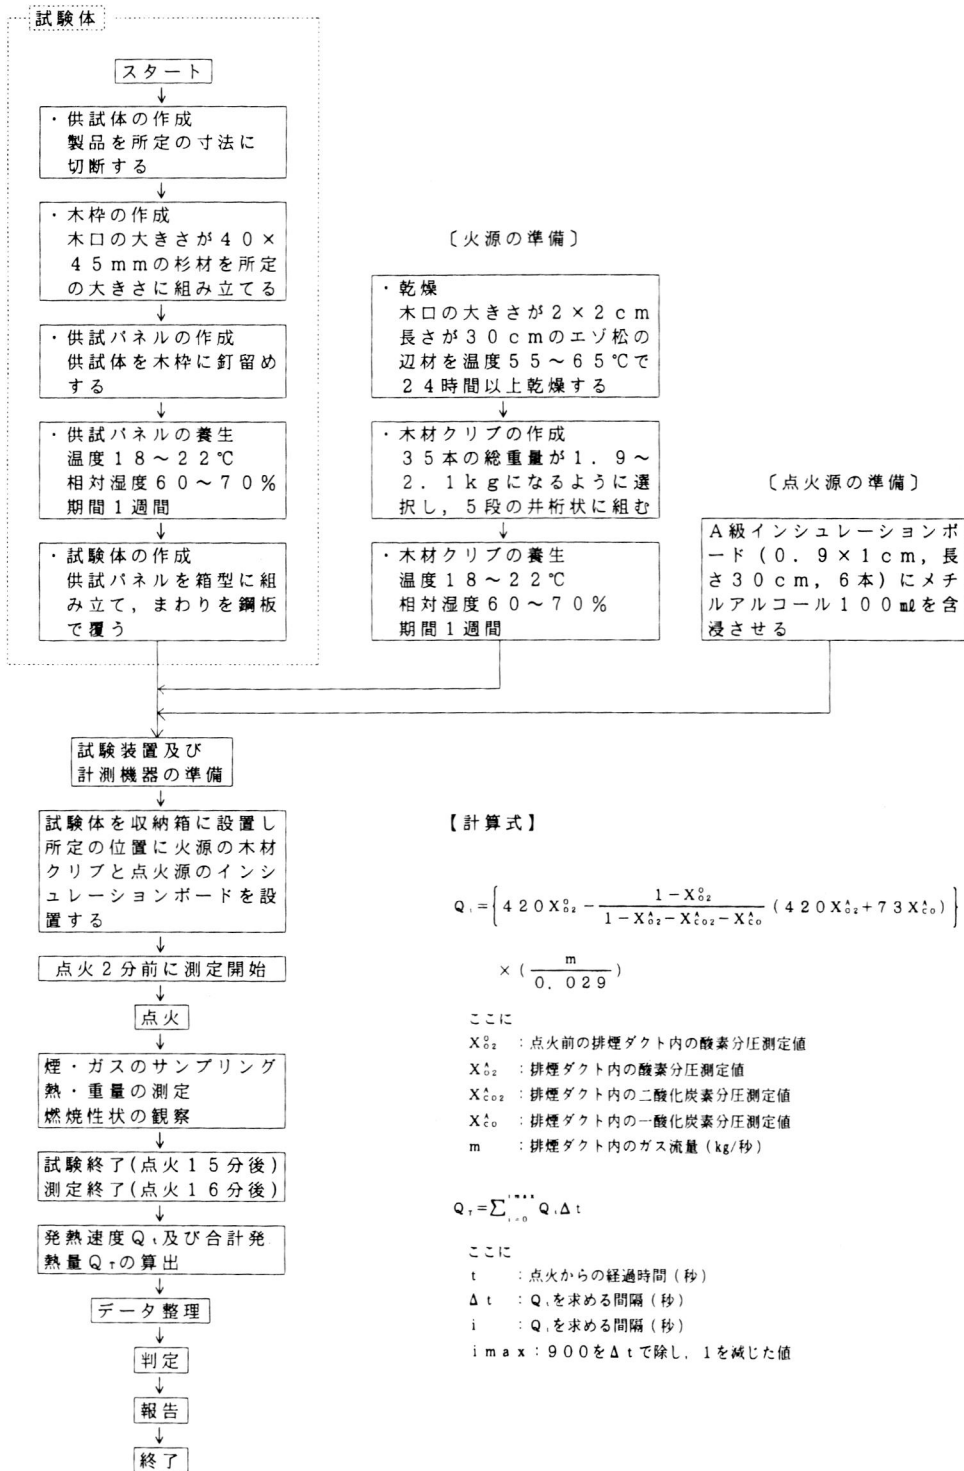 試験体
スタート
・供試体の作成
製品を所定の寸法に
切断する
・木枠の作成
木口の大きさが40×
45mmの杉材を所定
の大きさに組み立てる
・供試パネルの作成
供試体を木枠に釘留め
する
・供試パネルの養生
温度18~22℃
相対湿度60~70%
期間1週間
・試験体の作成
供試パネルを箱型に組
み立て,まわりを鋼板
で覆う
〔火源の準備〕
・乾燥
木口の大きさが2×2cm
長さが30cmのエゾ松の
辺材を温度55~65℃で
24時間以上乾燥する
・木材クリブの作成
35本の総重量が1.9~
2.1kgになるように選
択し,5段の井桁状に組む
・木材クリブの養生
温度18~22℃
相対湿度60~70%
期間1週間
〔点火源の準備〕
A級インシュレーションボ
ード(0.9×1cm,長
さ30cm,6本)にメチ
ルアルコール100㎖を含
浸させる
試験装置及び
計測機器の準備
試験体を収納箱に設置し
所定の位置に火源の木材
クリブと点火源のインシ
ュレーションボードを設
置する
点火2分前に測定開始
点火
煙・ガスのサンプリング
熱・重量の測定
燃焼性状の観察
試験終了(点火15分後)
測定終了(点火16分後)
発熱速度Qt及び合計発
熱量QTの算出
データ整理
判定
報告
終了
【計算式】
Qi={420X⁰O2-(1-X⁰O2)/(1-XᴬO2-XᴬCO2-XᴬCO)(420XᴬO2+73XᴬCO)}
×(m/0.029)
ここに
X⁰O2:点火前の排煙ダクト内の酸素分圧測定値
XᴬO2:排煙ダクト内の酸素分圧測定値
XᴬCO2:排煙ダクト内の二酸化炭素分圧測定値
XᴬCO:排煙ダクト内の一酸化炭素分圧測定値
m:排煙ダクト内のガス流量(kg/秒)
QT=∑ imax i=0 QiΔt
ここに
t:点火からの経過時間(秒)
Δt:Qiを求める間隔(秒)
i:Qiを求める間隔(秒)
imax:900をΔtで除し,1を減じた値